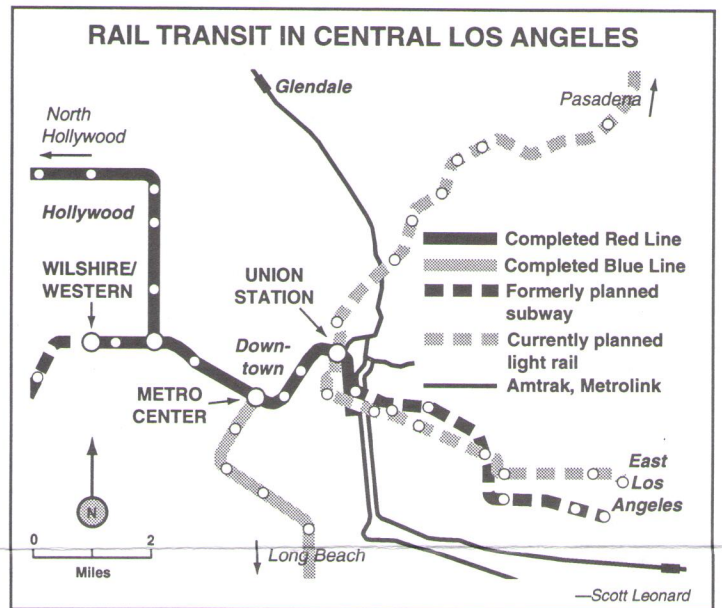 RAIL TRANSIT IN CENTRAL LOS ANGELES
Glendale
Pasadena
North
Hollywood
Hollywood
WILSHIRE/
WESTERN
UNION
STATION
Down-
town
METRO
CENTER
Completed Red Line
Completed Blue Line
Formerly planned
subway
Currently planned
light rail
Amtrak, Metrolink
East
Los
Angeles
N
0 2
Miles
Long Beach
—Scott Leonard